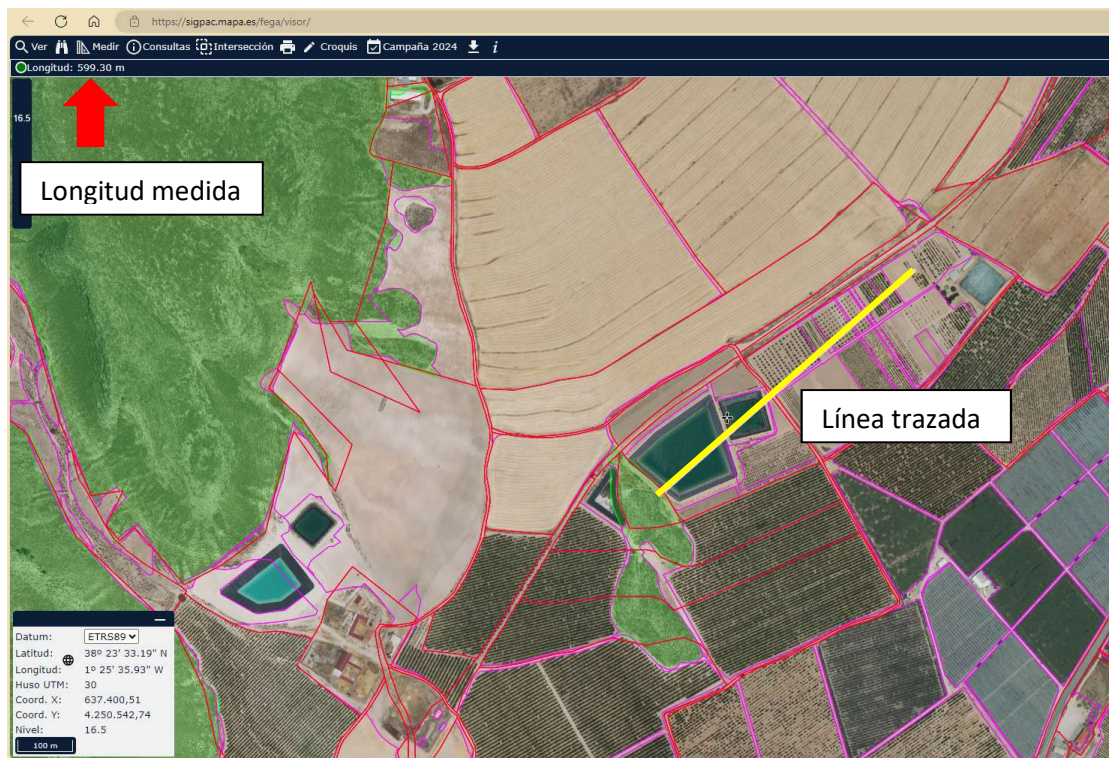 https://sigpac.mapa.es/fega/visor/
Ver Medir Consultas Intersección Croquis Campaña 2024 i
Longitud: 599.30 m
16.5
Longitud medida
Línea trazada
Datum: ETRS89
Latitud: 38º 23' 33.19" N
Longitud: 1º 25' 35.93" W
Huso UTM: 30
Coord. X: 637.400,51
Coord. Y: 4.250.542,74
Nivel: 16.5
100 m